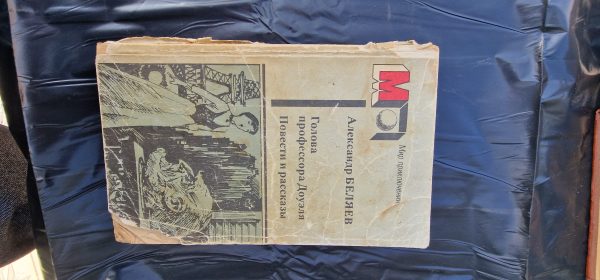 М
Мир приключений
Александр БЕЛЯЕВ
Голова
профессора Доуэля
Повести и рассказы